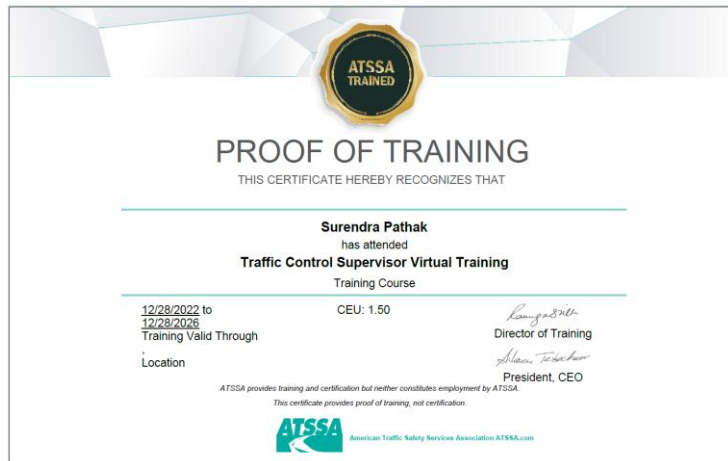 ATSSA
TRAINED
PROOF OF TRAINING
THIS CERTIFICATE HEREBY RECOGNIZES THAT
Surendra Pathak
has attended
Traffic Control Supervisor Virtual Training
Training Course
12/28/2022 to
12/28/2026
Training Valid Through
,
Location
CEU: 1.50
Director of Training
President, CEO
ATSSA provides training and certification but neither constitutes employment by ATSSA.
This certificate provides proof of training, not certification.
ATSSA
American Traffic Safety Services Association ATSSA.com